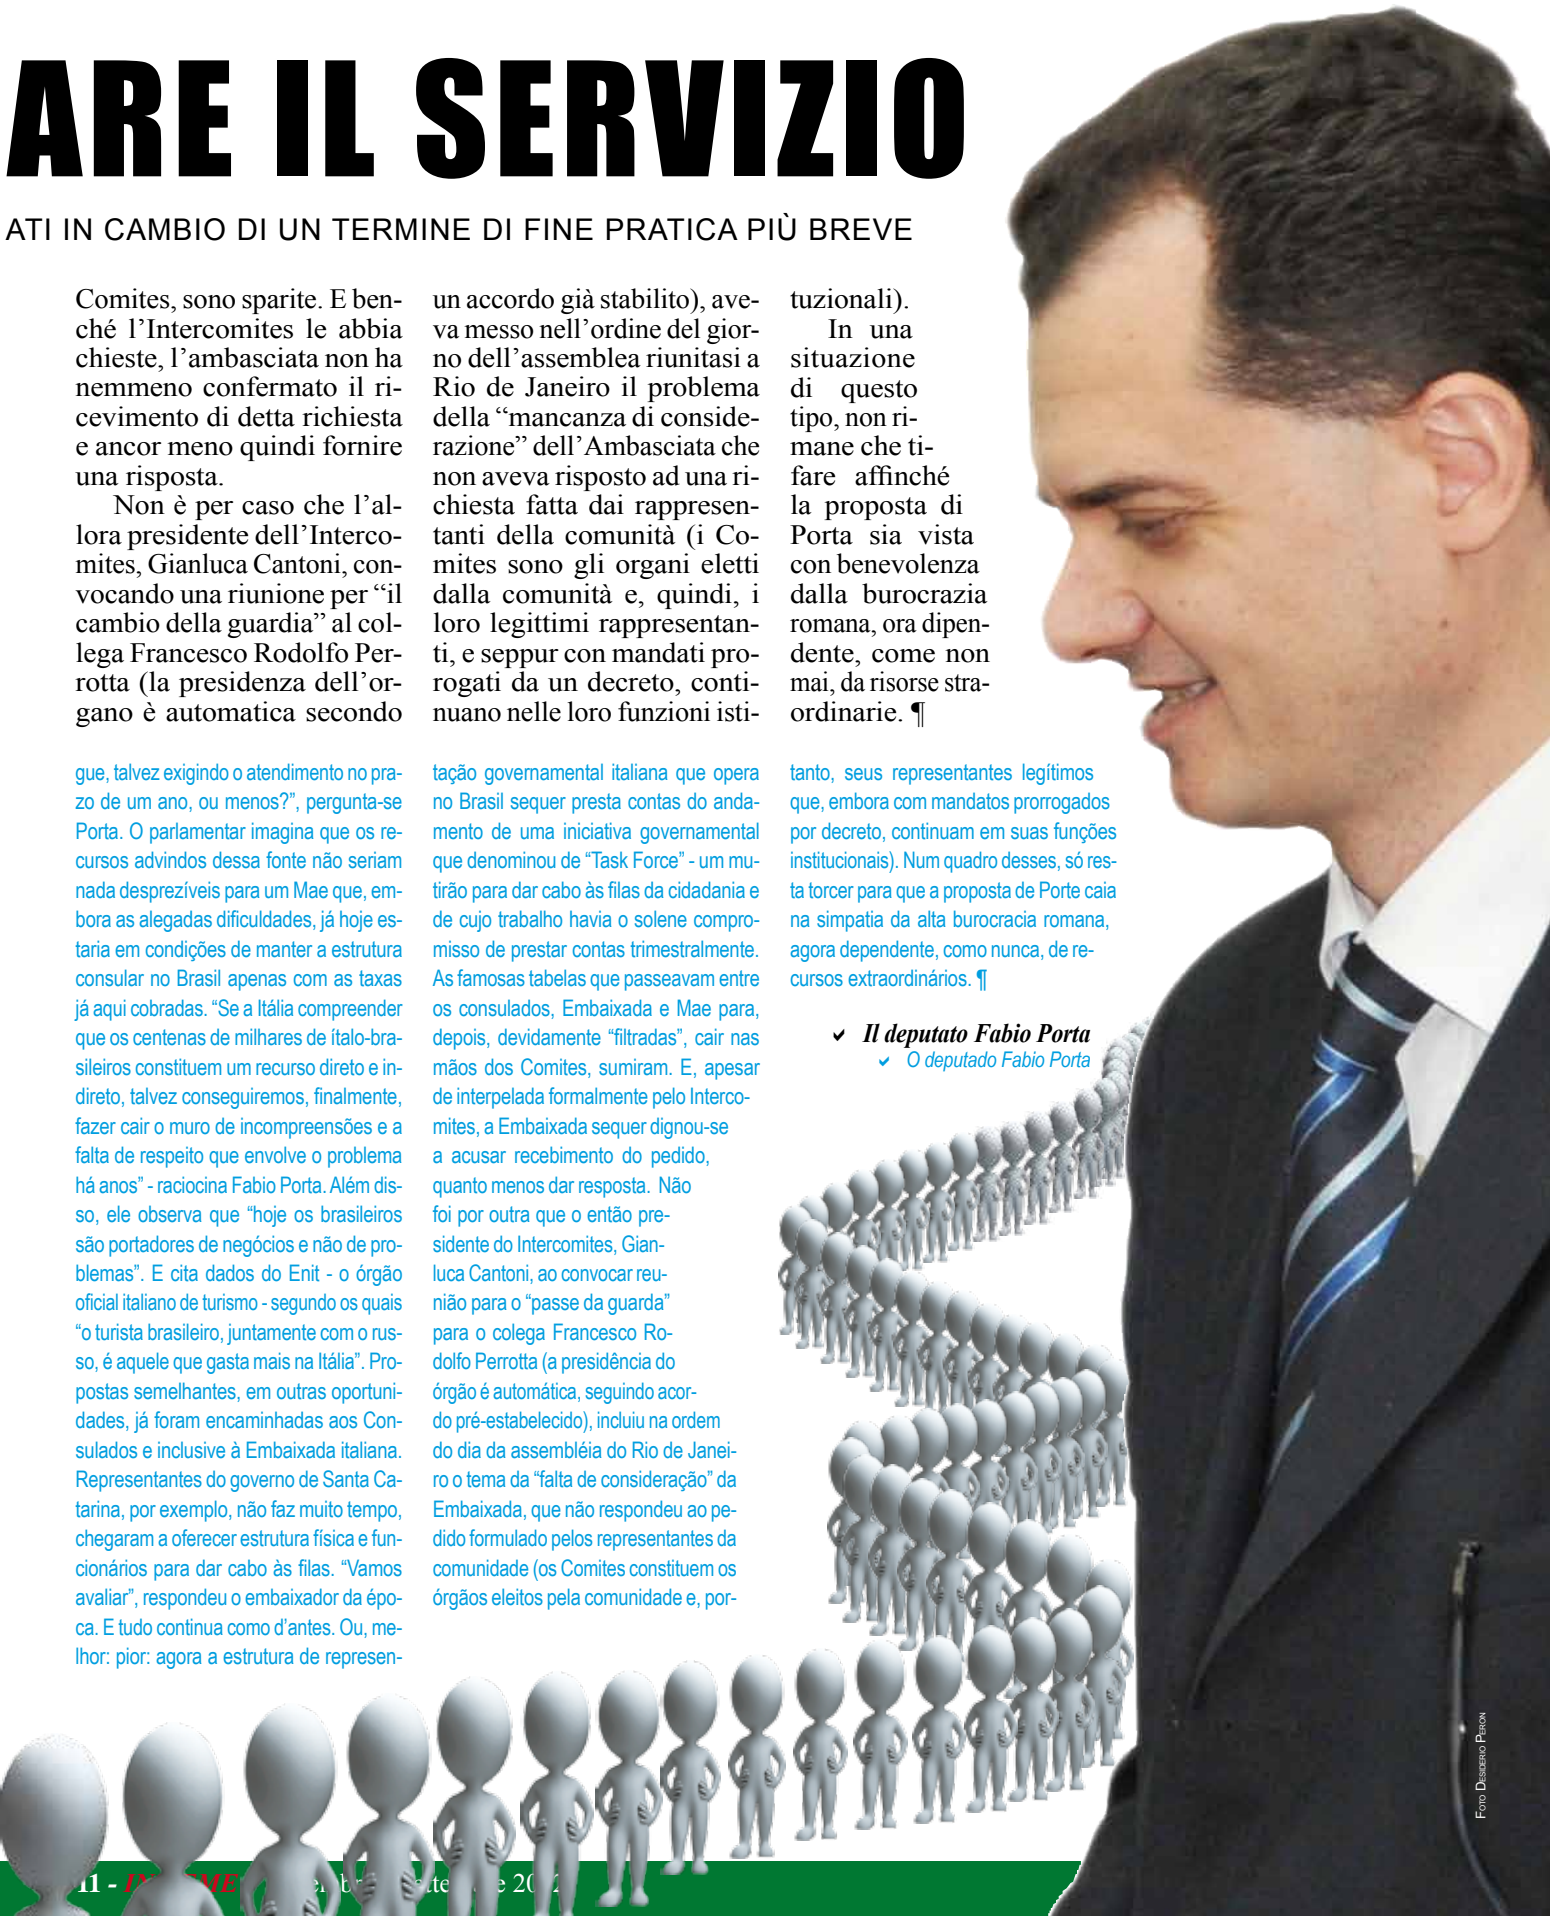 ARE IL SERVIZIO
ATI IN CAMBIO DI UN TERMINE DI FINE PRATICA PIÙ BREVE
Comites, sono sparite. E ben-
ché l’Intercomites le abbia
chieste, l’ambasciata non ha
nemmeno confermato il ri-
cevimento di detta richiesta
e ancor meno quindi fornire
una risposta.
Non è per caso che l’al-
lora presidente dell’Interco-
mites, Gianluca Cantoni, con-
vocando una riunione per “il
cambio della guardia” al col-
lega Francesco Rodolfo Per-
rotta (la presidenza dell’or-
gano è automatica secondo
un accordo già stabilito), ave-
va messo nell’ordine del gior-
no dell’assemblea riunitasi a
Rio de Janeiro il problema
della “mancanza di conside-
razione” dell’Ambasciata che
non aveva risposto ad una ri-
chiesta fatta dai rappresen-
tanti della comunità (i Co-
mites sono gli organi eletti
dalla comunità e, quindi, i
loro legittimi rappresentan-
ti, e seppur con mandati pro-
rogati da un decreto, conti-
nuano nelle loro funzioni isti-
tuzionali).
In una
situazione
di questo
tipo, non ri-
mane che ti-
fare affinché
la proposta di
Porta sia vista
con benevolenza
dalla burocrazia
romana, ora dipen-
dente, come non
mai, da risorse stra-
ordinarie. ¶
gue, talvez exigindo o atendimento no pra-
zo de um ano, ou menos?”, pergunta-se
Porta. O parlamentar imagina que os re-
cursos advindos dessa fonte não seriam
nada desprezíveis para um Mae que, em-
bora as alegadas dificuldades, já hoje es-
taria em condições de manter a estrutura
consular no Brasil apenas com as taxas
já aqui cobradas. “Se a Itália compreender
que os centenas de milhares de ítalo-bra-
sileiros constituem um recurso direto e in-
direto, talvez conseguiremos, finalmente,
fazer cair o muro de incompreensões e a
falta de respeito que envolve o problema
há anos” - raciocina Fabio Porta. Além dis-
so, ele observa que “hoje os brasileiros
são portadores de negócios e não de pro-
blemas”. E cita dados do Enit - o órgão
oficial italiano de turismo - segundo os quais
“o turista brasileiro, juntamente com o rus-
so, é aquele que gasta mais na Itália”. Pro-
postas semelhantes, em outras oportuni-
dades, já foram encaminhadas aos Con-
sulados e inclusive à Embaixada italiana.
Representantes do governo de Santa Ca-
tarina, por exemplo, não faz muito tempo,
chegaram a oferecer estrutura física e fun-
cionários para dar cabo às filas. “Vamos
avaliar”, respondeu o embaixador da épo-
ca. E tudo continua como d’antes. Ou, me-
lhor: pior: agora a estrutura de represen-
tação governamental italiana que opera
no Brasil sequer presta contas do anda-
mento de uma iniciativa governamental
que denominou de “Task Force” - um mu-
tirão para dar cabo às filas da cidadania e
de cujo trabalho havia o solene compro-
misso de prestar contas trimestralmente.
As famosas tabelas que passeavam entre
os consulados, Embaixada e Mae para,
depois, devidamente “filtradas”, cair nas
mãos dos Comites, sumiram. E, apesar
de interpelada formalmente pelo Interco-
mites, a Embaixada sequer dignou-se
a acusar recebimento do pedido,
quanto menos dar resposta. Não
foi por outra que o então pre-
sidente do Intercomites, Gian-
luca Cantoni, ao convocar reu-
nião para o “passe da guarda”
para o colega Francesco Ro-
dolfo Perrotta (a presidência do
órgão é automática, seguindo acor-
do pré-estabelecido), incluiu na ordem
do dia da assembléia do Rio de Janei-
ro o tema da “falta de consideração” da
Embaixada, que não respondeu ao pe-
dido formulado pelos representantes da
comunidade (os Comites constituem os
órgãos eleitos pela comunidade e, por-
tanto, seus representantes legítimos
que, embora com mandatos prorrogados
por decreto, continuam em suas funções
institucionais). Num quadro desses, só res-
ta torcer para que a proposta de Porte caia
na simpatia da alta burocracia romana,
agora dependente, como nunca, de re-
cursos extraordinários. ¶
Il deputato Fabio Porta
O deputado Fabio Porta
FOTO DESIDERIO PERON
11 -